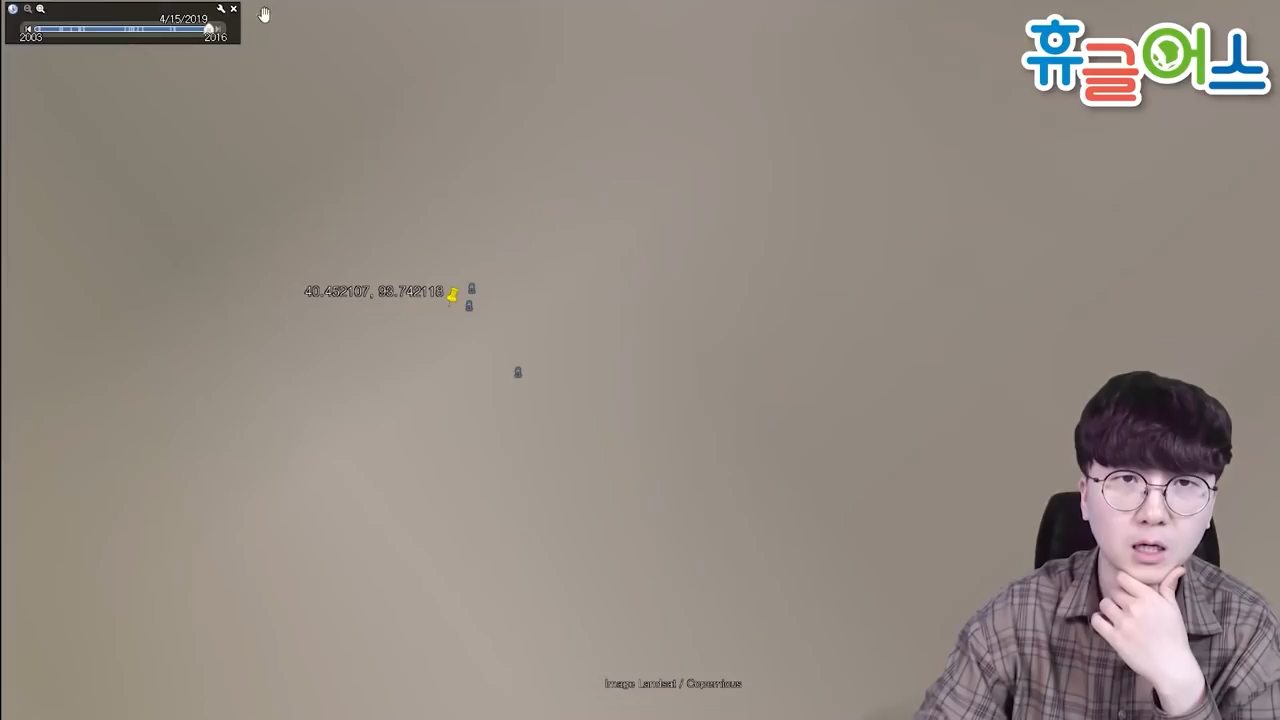 4/15/2019
2003
2016
휴글어스
40.452107, 93.742118
Image Landsat / Copernicus